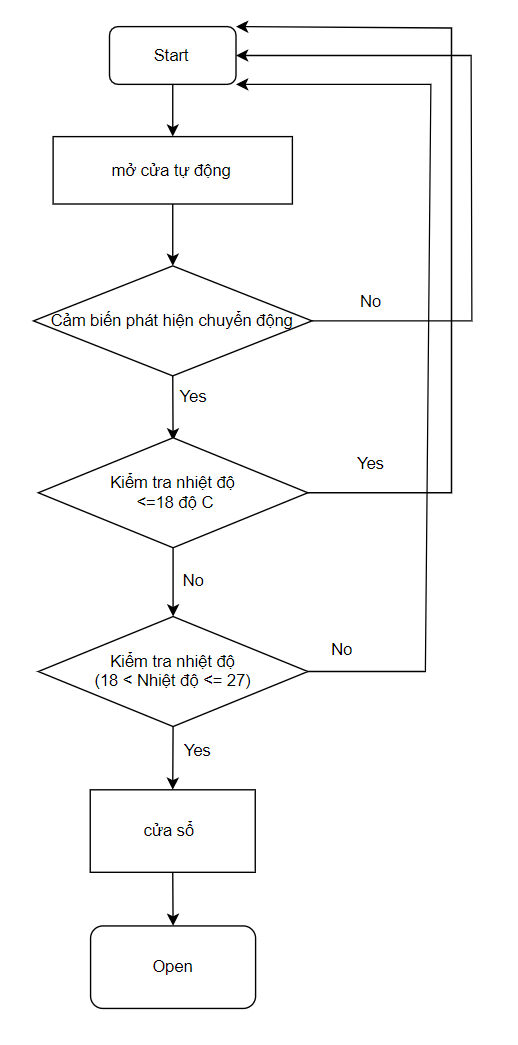 Start
mở cửa tự động
Cảm biến phát hiện chuyển động
No
Yes
Kiểm tra nhiệt độ
<=18 độ C
Yes
No
Kiểm tra nhiệt độ
(18 < Nhiệt độ <= 27)
No
Yes
cửa sổ
Open